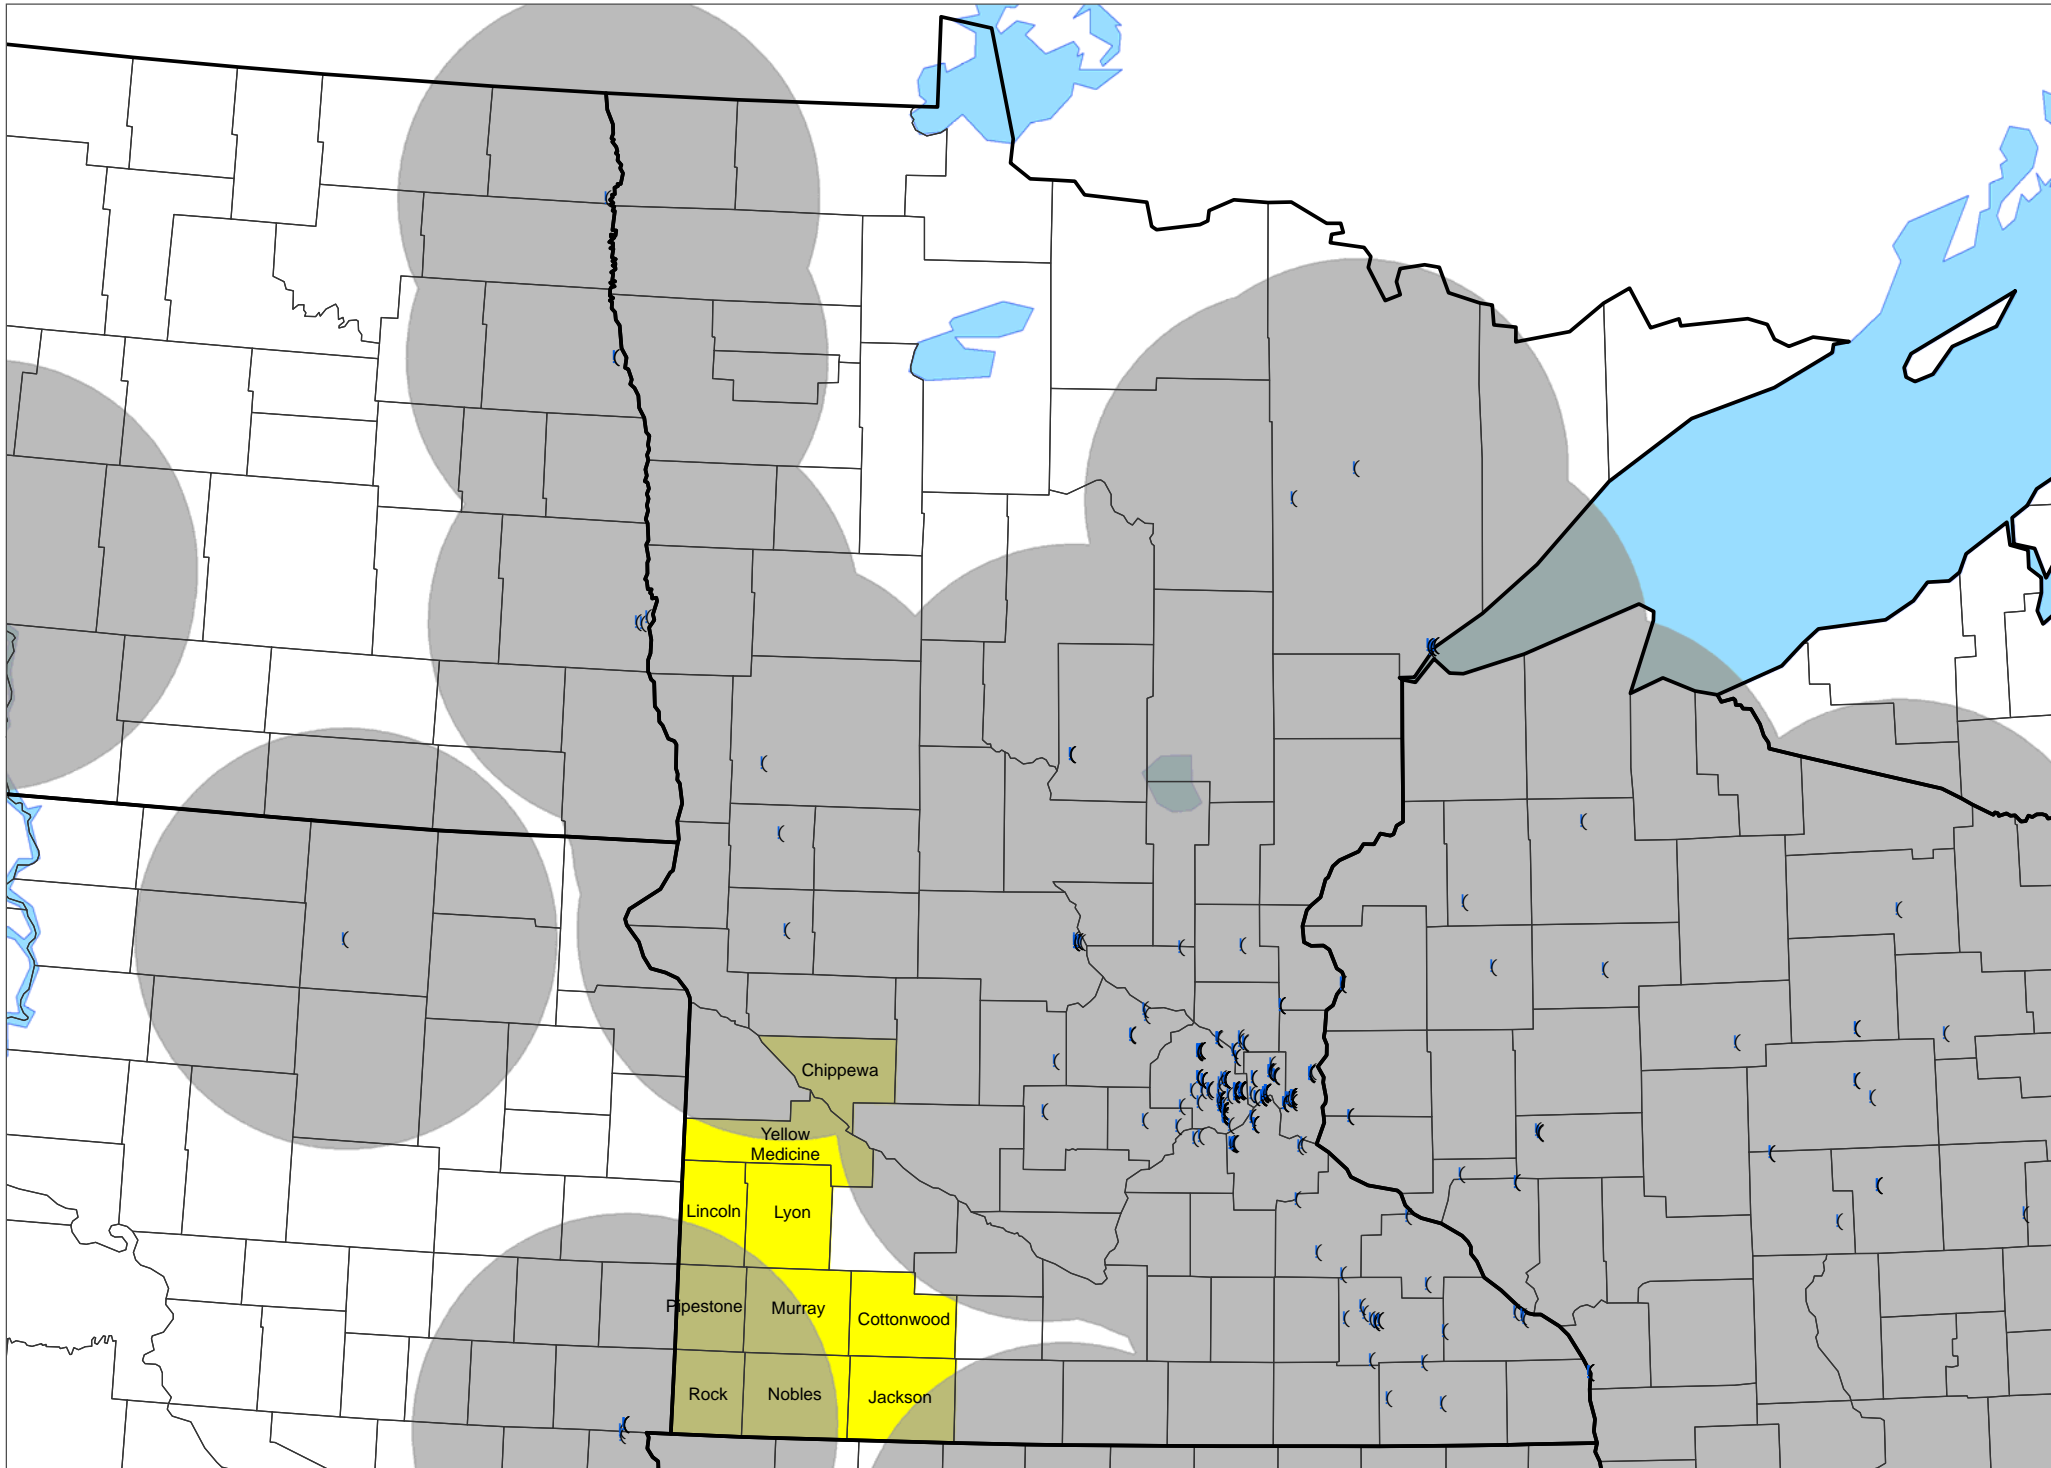 Chippewa
Yellow
Medicine
Lincoln
Lyon
Pipestone
Murray
Cottonwood
Rock
Nobles
Jackson